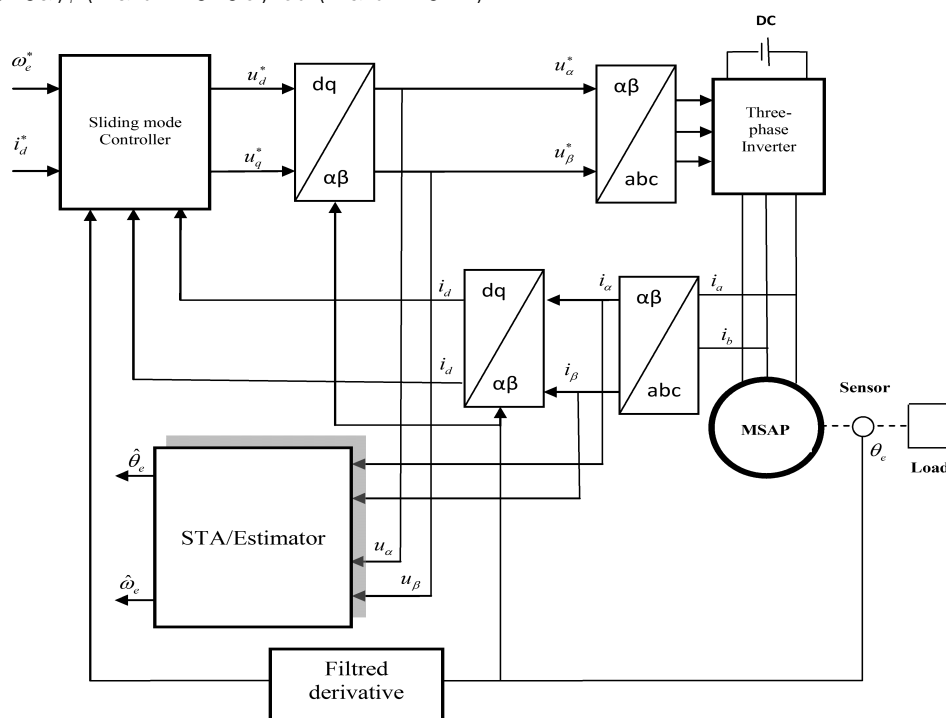 DC
ω*e
i*d
Sliding mode
Controller
u*d
u*q
dq
αβ
u*α
u*β
αβ
abc
Three-
phase
Inverter
id
id
dq
αβ
iα
iβ
αβ
abc
ia
ib
MSAP
Sensor
θe
Load
θ̂e
ω̂e
STA/Estimator
uα
uβ
Filtred
derivative